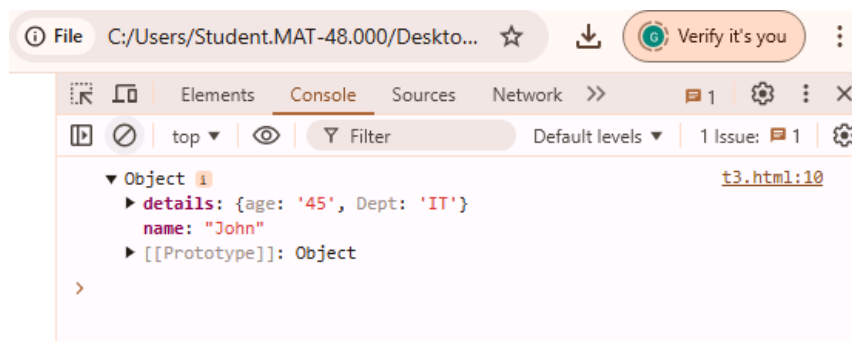 File C:/Users/Student.MAT-48.000/Deskto... G Verify it's you
Elements Console Sources Network >> 1
top ▼ Filter Default levels ▼ 1 Issue: 1
▼ Object i t3.html:10
▶ details: {age: '45', Dept: 'IT'}
name: "John"
▶ [[Prototype]]: Object
>